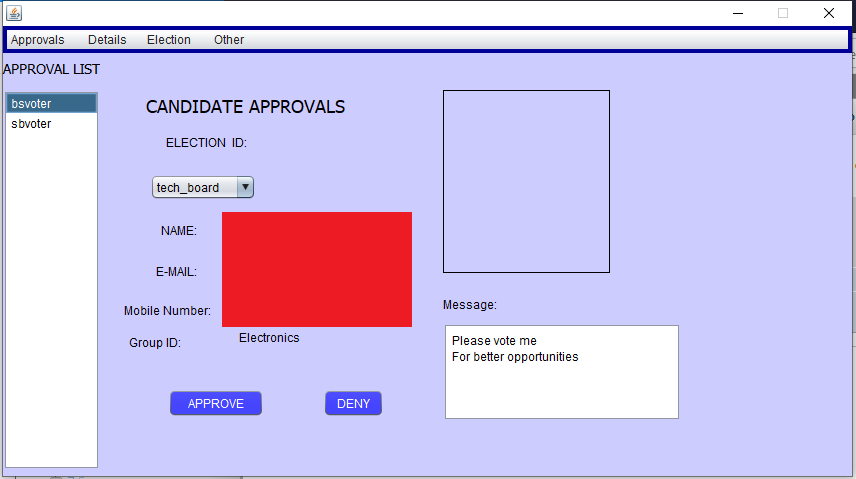 Approvals Details Election Other
APPROVAL LIST
bsvoter
sbvoter
CANDIDATE APPROVALS
ELECTION ID:
tech_board
NAME:
E-MAIL:
Mobile Number:
Group ID: Electronics
APPROVE DENY
Message:
Please vote me
For better opportunities